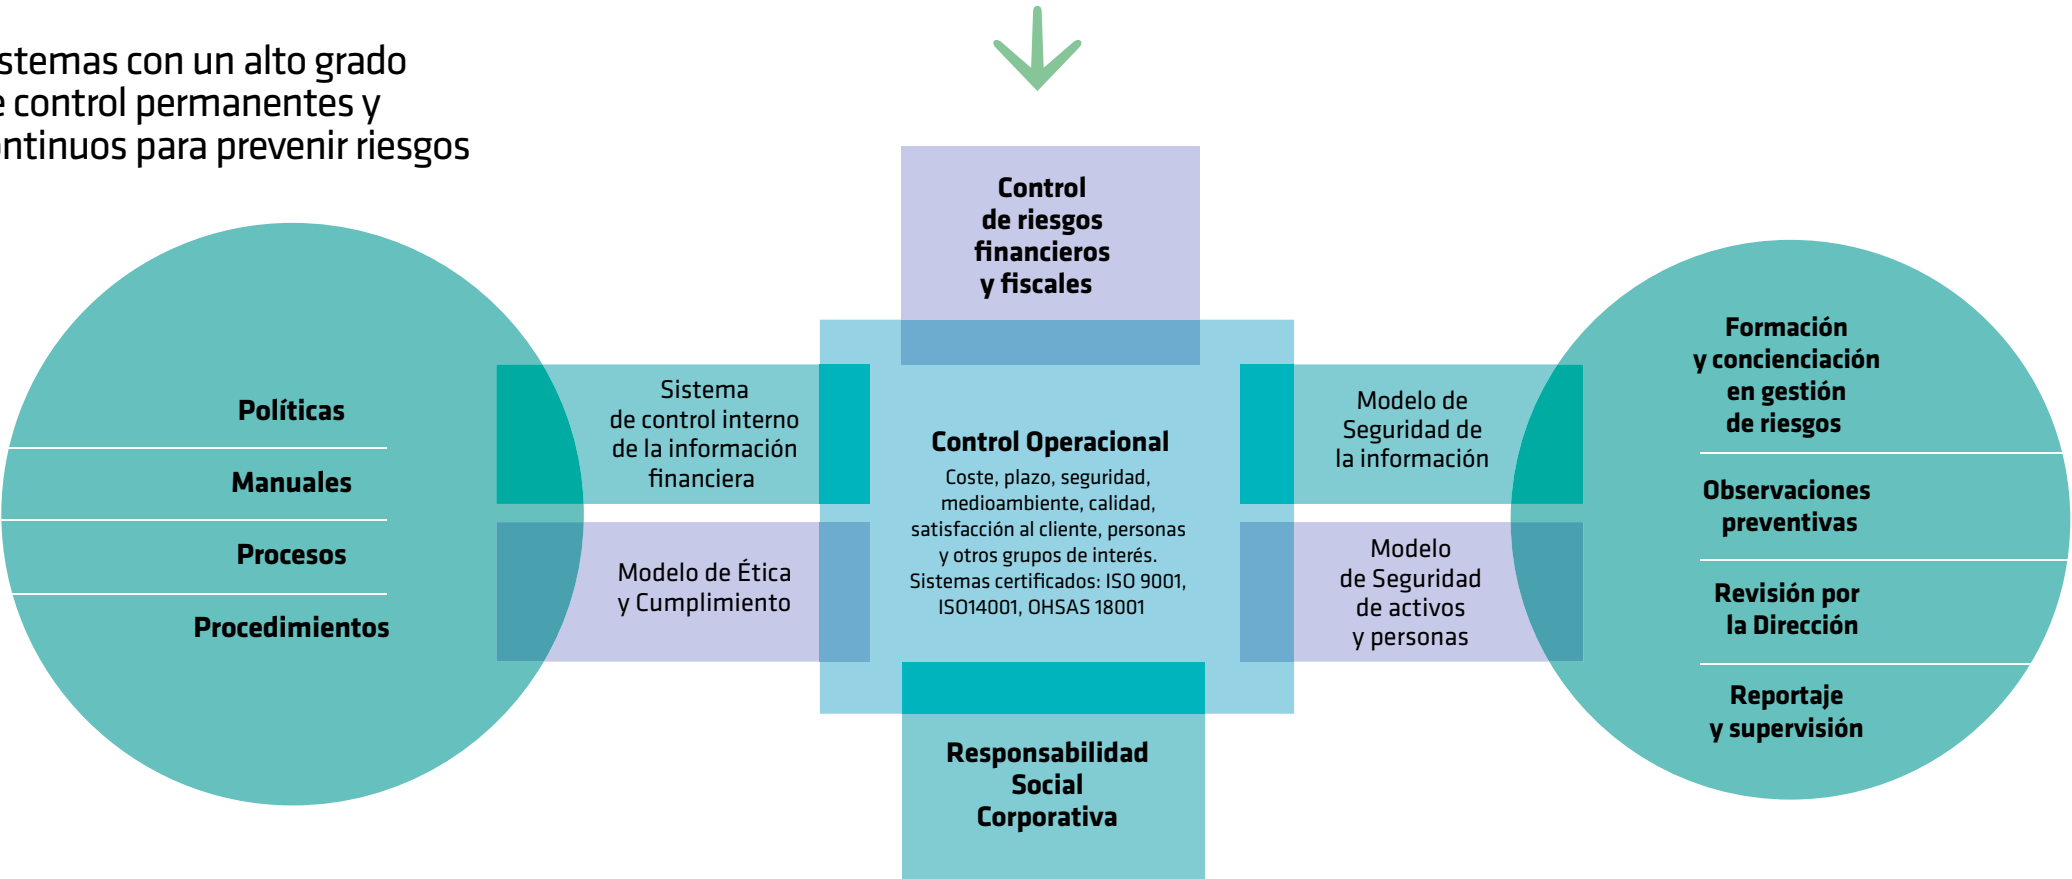 stemas con un alto grado
e control permanentes y
ontinuos para prevenir riesgos
Control
de riesgos
financieros
y fiscales
Políticas
Manuales
Procesos
Procedimientos
Sistema
de control interno
de la información
financiera
Modelo de Ética
y Cumplimiento
Control Operacional
Coste, plazo, seguridad,
medioambiente, calidad,
satisfacción al cliente, personas
y otros grupos de interés.
Sistemas certificados: ISO 9001,
ISO14001, OHSAS 18001
Responsabilidad
Social
Corporativa
Modelo de
Seguridad de
la información
Modelo
de Seguridad
de activos
y personas
Formación
y concienciación
en gestión
de riesgos
Observaciones
preventivas
Revisión por
la Dirección
Reportaje
y supervisión